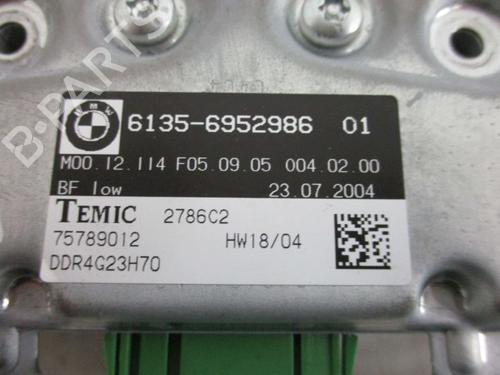 B-PARTS
BMW
6135-6952986 01
M00.12.114 F05.09.05 004.02.00
BF low 23.07.2004
TEMIC 2786C2
75789012 HW18/04
DDR4G23H70